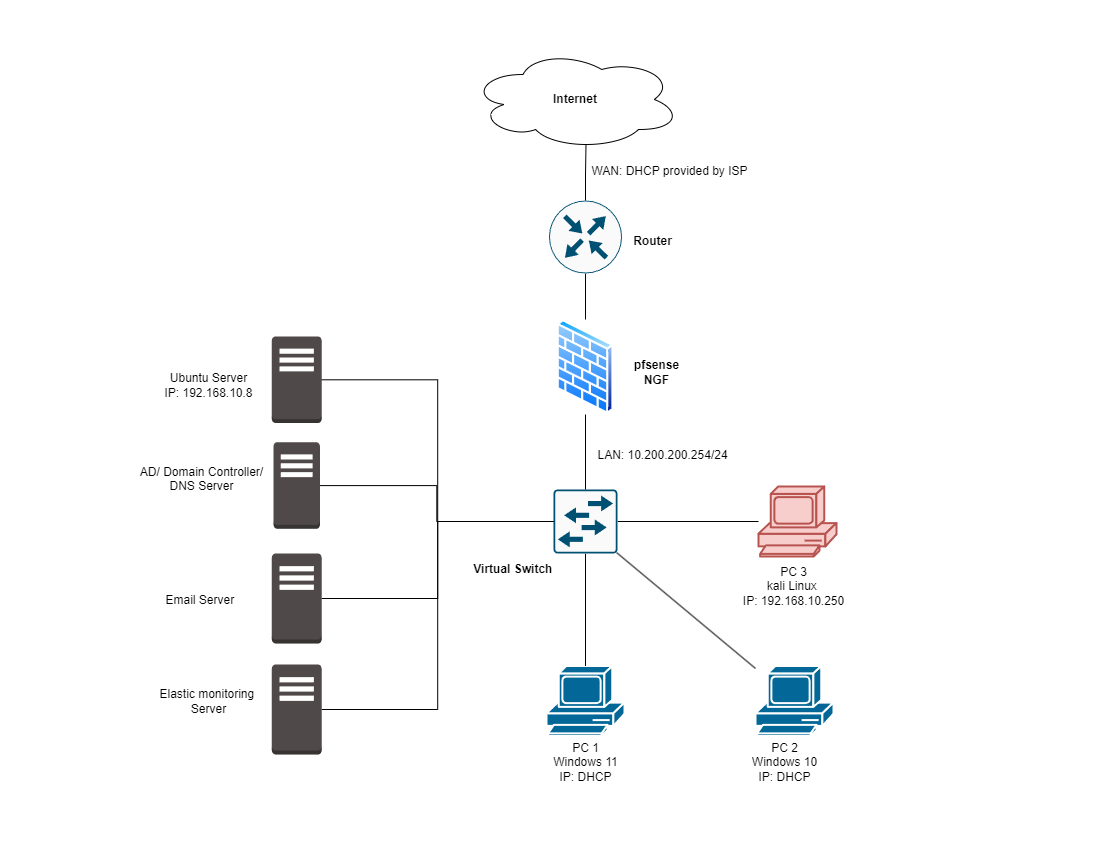 Internet
WAN: DHCP provided by ISP
Router
pfsense
NGF
Ubuntu Server
IP: 192.168.10.8
LAN: 10.200.200.254/24
AD/ Domain Controller/
DNS Server
Virtual Switch
PC 3
kali Linux
IP: 192.168.10.250
Email Server
Elastic monitoring
Server
PC 1
Windows 11
IP: DHCP
PC 2
Windows 10
IP: DHCP